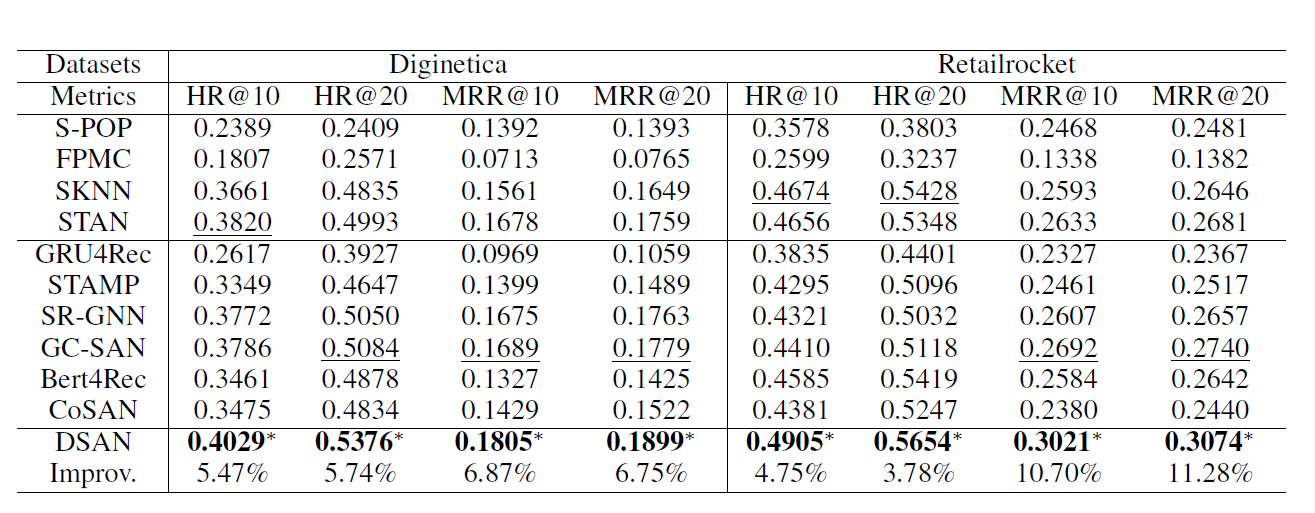 Datasets Diginetica Retailrocket
Metrics HR@10 HR@20 MRR@10 MRR@20 HR@10 HR@20 MRR@10 MRR@20
S-POP 0.2389 0.2409 0.1392 0.1393 0.3578 0.3803 0.2468 0.2481
FPMC 0.1807 0.2571 0.0713 0.0765 0.2599 0.3237 0.1338 0.1382
SKNN 0.3661 0.4835 0.1561 0.1649 0.4674 0.5428 0.2593 0.2646
STAN 0.3820 0.4993 0.1678 0.1759 0.4656 0.5348 0.2633 0.2681
GRU4Rec 0.2617 0.3927 0.0969 0.1059 0.3835 0.4401 0.2327 0.2367
STAMP 0.3349 0.4647 0.1399 0.1489 0.4295 0.5096 0.2461 0.2517
SR-GNN 0.3772 0.5050 0.1675 0.1763 0.4321 0.5032 0.2607 0.2657
GC-SAN 0.3786 0.5084 0.1689 0.1779 0.4410 0.5118 0.2692 0.2740
Bert4Rec 0.3461 0.4878 0.1327 0.1425 0.4585 0.5419 0.2584 0.2642
CoSAN 0.3475 0.4834 0.1429 0.1522 0.4381 0.5247 0.2380 0.2440
DSAN 0.4029* 0.5376* 0.1805* 0.1899* 0.4905* 0.5654* 0.3021* 0.3074*
Improv. 5.47% 5.74% 6.87% 6.75% 4.75% 3.78% 10.70% 11.28%